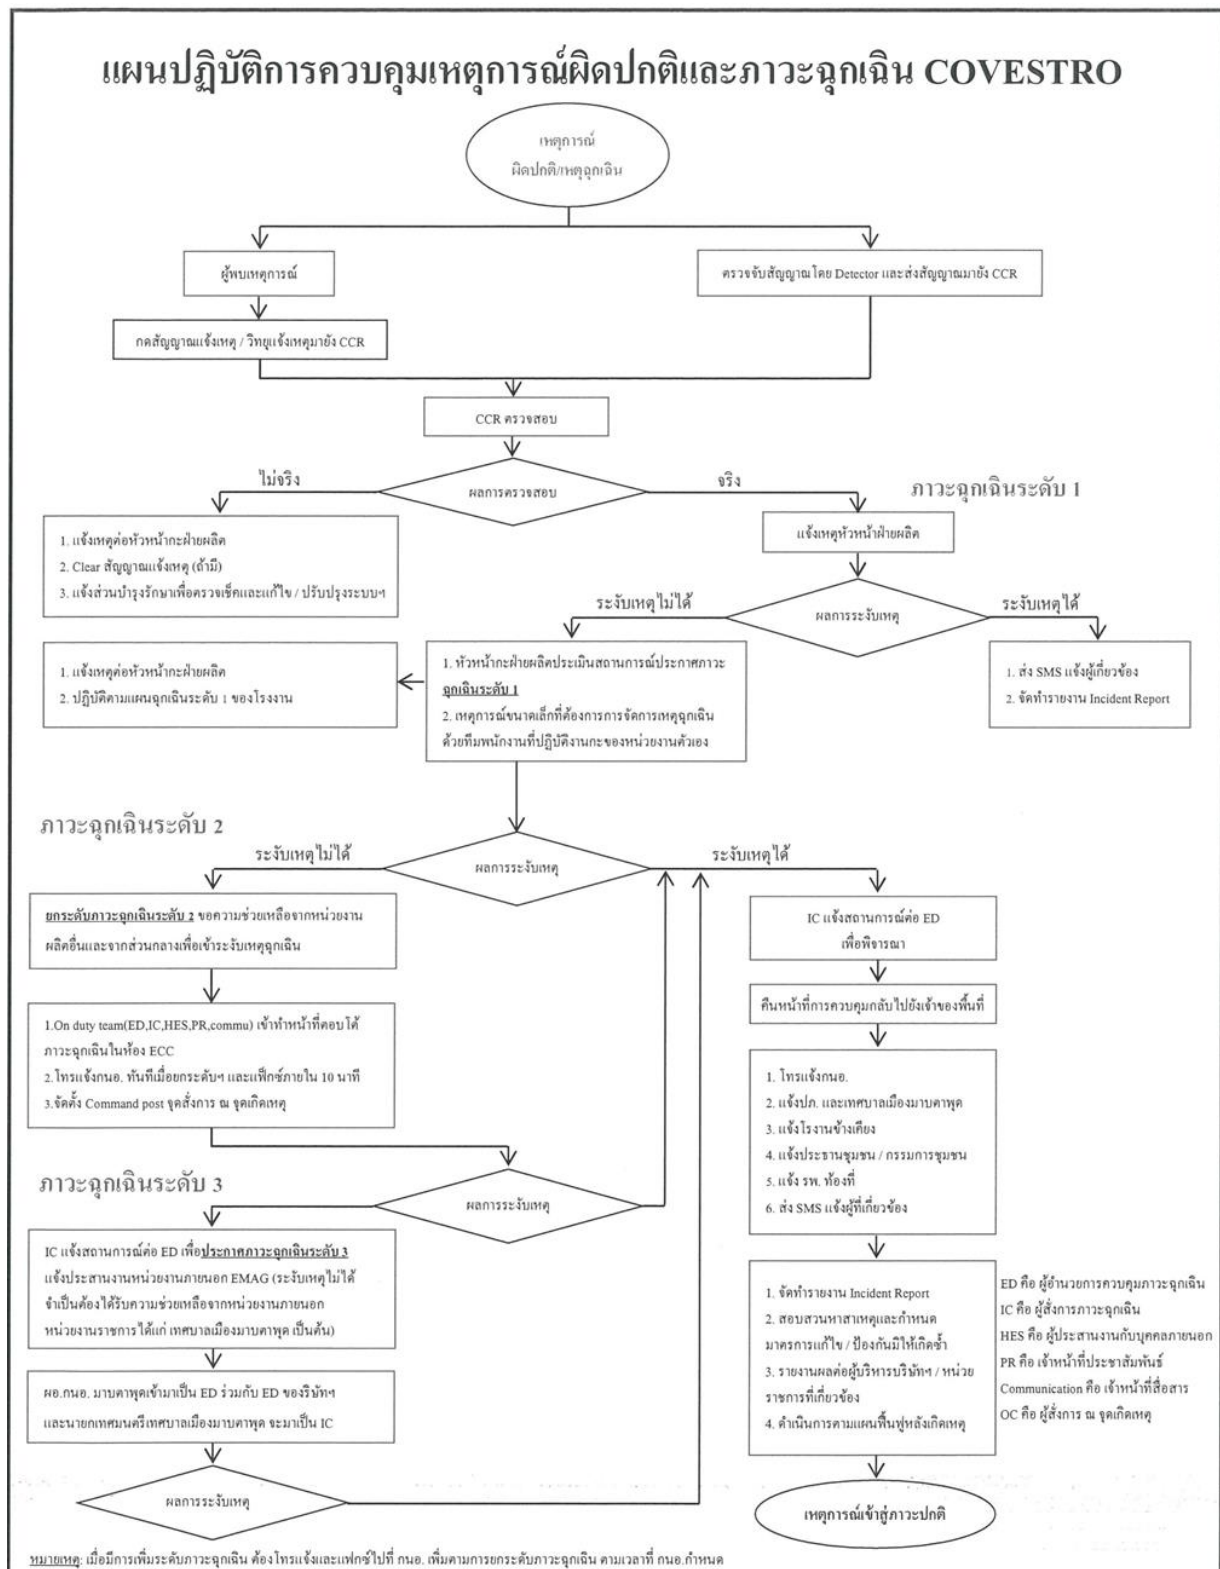 แผนปฏิบัติการควบคุมเหตุการณ์ผิดปกติและภาวะฉุกเฉิน COVESTRO
เหตุการณ์
ผิดปกติ/เหตุฉุกเฉิน
ผู้พบเหตุการณ์
ตรวจจับสัญญาณโดย Detector และส่งสัญญาณมายัง CCR
กดสัญญาณแจ้งเหตุ / วิทยุแจ้งเหตุมายัง CCR
CCR ตรวจสอบ
ไม่จริง
ผลการตรวจสอบ
จริง
ภาวะฉุกเฉินระดับ 1
1. แจ้งเหตุต่อหัวหน้ากะฝ่ายผลิต
2. Clear สัญญาณแจ้งเหตุ (ถ้ามี)
3. แจ้งส่วนบำรุงรักษาเพื่อตรวจเช็คและแก้ไข / ปรับปรุงระบบฯ
แจ้งเหตุหัวหน้าฝ่ายผลิต
ระงับเหตุไม่ได้
ผลการระงับเหตุ
ระงับเหตุได้
1. แจ้งเหตุต่อหัวหน้ากะฝ่ายผลิต
2. ปฏิบัติตามแผนฉุกเฉินระดับ 1 ของโรงงาน
1. หัวหน้ากะฝ่ายผลิตประเมินสถานการณ์ประกาศภาวะ
ฉุกเฉินระดับ 1
2. เหตุการณ์ขนาดเล็กที่ต้องการการจัดการเหตุฉุกเฉิน
ด้วยทีมพนักงานที่ปฏิบัติงานกะของหน่วยงานตัวเอง
1. ส่ง SMS แจ้งผู้เกี่ยวข้อง
2. จัดทำรายงาน Incident Report
ภาวะฉุกเฉินระดับ 2
ระงับเหตุไม่ได้
ผลการระงับเหตุ
ระงับเหตุได้
ยกระดับภาวะฉุกเฉินระดับ 2 ขอความช่วยเหลือจากหน่วยงาน
ผลิตอื่นและจากส่วนกลางเพื่อเข้าระงับเหตุฉุกเฉิน
IC แจ้งสถานการณ์ต่อ ED
เพื่อพิจารณา
คืนหน้าที่การควบคุมกลับไปยังเจ้าของพื้นที่
1.On duty team(ED,IC,HES,PR,commu) เข้าทำหน้าที่ตอบโต้
ภาวะฉุกเฉินในห้อง ECC
2.โทรแจ้งกนอ. ทันทีเมื่อยกระดับฯ และแฟ็กซ์ภายใน 10 นาที
3.จัดตั้ง Command post จุดสั่งการ ณ จุดเกิดเหตุ
1. โทรแจ้งกนอ.
2. แจ้งปภ. และเทศบาลเมืองมาบตาพุด
3. แจ้งโรงานข้างเคียง
4. แจ้งประธานชุมชน / กรรมการชุมชน
5. แจ้ง รพ. ท้องที่
6. ส่ง SMS แจ้งผู้ที่เกี่ยวข้อง
ภาวะฉุกเฉินระดับ 3
ผลการระงับเหตุ
IC แจ้งสถานการณ์ต่อ ED เพื่อประกาศภาวะฉุกเฉินระดับ 3
แจ้งประสานงานหน่วยงานภายนอก EMAG (ระงับเหตุไม่ได้
จำเป็นต้องได้รับความช่วยเหลือจากหน่วยงานภายนอก
หน่วยงานราชการได้แก่ เทศบาลเมืองมาบตาพุด เป็นต้น)
1. จัดทำรายงาน Incident Report
2. สอบสวนหาสาเหตุและกำหนด
มาตรการแก้ไข / ป้องกันมิให้เกิดซ้ำ
3. รายงานผลต่อผู้บริหารบริษัทฯ / หน่วย
ราชการที่เกี่ยวข้อง
4. ดำเนินการตามแผนฟื้นฟูหลังเกิดเหตุ
ED คือ ผู้อำนวยการควบคุมภาวะฉุกเฉิน
IC คือ ผู้สั่งการภาวะฉุกเฉิน
HES คือ ผู้ประสานงานกับบุคคลภายนอก
PR คือ เจ้าหน้าที่ประชาสัมพันธ์
Communication คือ เจ้าหน้าที่สื่อสาร
OC คือ ผู้สั่งการ ณ จุดเกิดเหตุ
ผอ.กนอ. มาบตาพุดเข้ามาเป็น ED ร่วมกับ ED ของริษัทฯ
และนายกเทศมนตรีเทศบาลเมืองมาบตาพุด จะมาเป็น IC
ผลการระงับเหตุ
เหตุการณ์เข้าสู่ภาวะปกติ
หมายเหตุ: เมื่อมีการเพิ่มระดับภาวะฉุกเฉิน ต้องโทรแจ้งและแฟกซ์ไปที่ กนอ. เพิ่มตามการยกระดับภาวะฉุกเฉิน ตามเวลาที่ กนอ.กำหนด